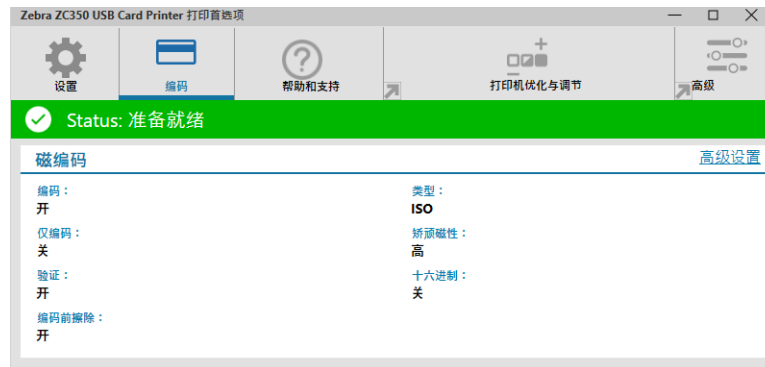 Zebra ZC350 USB Card Printer 打印首选项
设置
编码
帮助和支持
打印机优化与调节
高级
Status: 准备就绪
磁编码
高级设置
编码：
开
类型：
ISO
仅编码：
关
矫顽磁性：
高
验证：
开
十六进制：
关
编码前擦除：
开